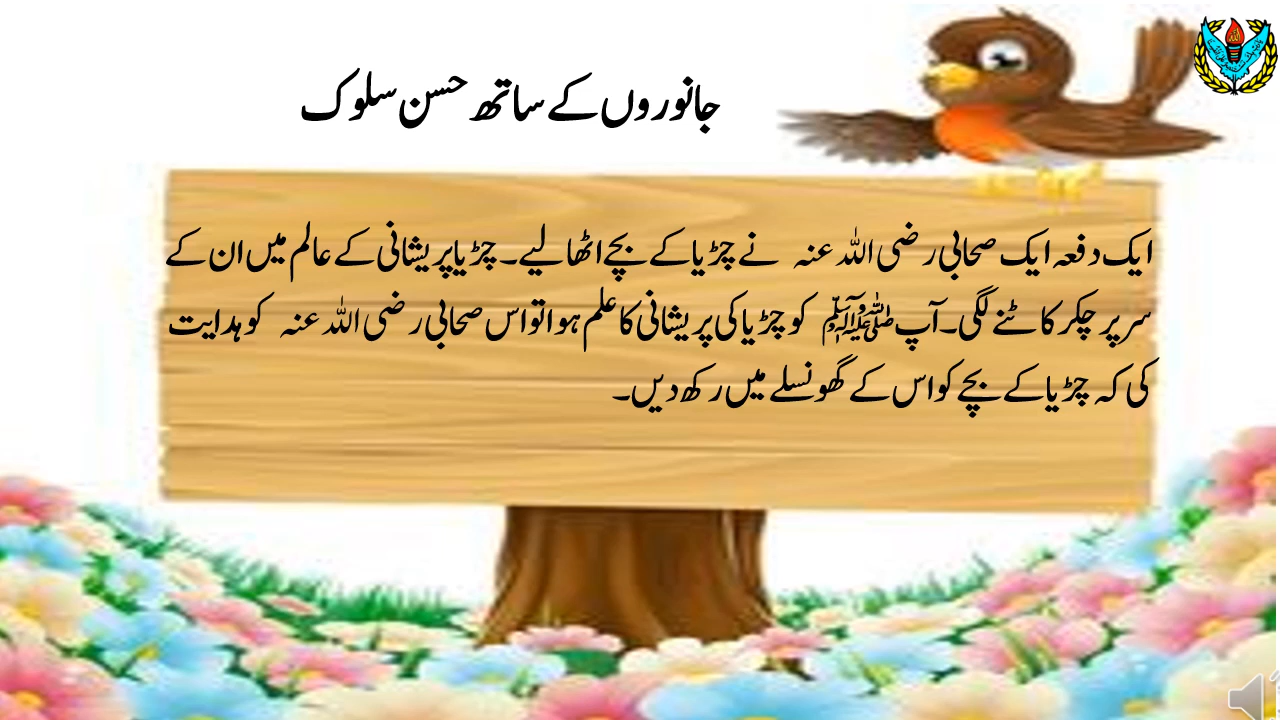 جانوروں کے ساتھ حسن سلوک
ایک دفعہ ایک صحابی رضی اللہ عنہ نے چڑیا کے بچے اٹھا لیے۔ چڑیا پریشانی کے عالم میں ان کے
سر پر چکر کاٹنے لگی۔ آپ ﷺ کو چڑیا کی پریشانی کا علم ہوا تو اس صحابی رضی اللہ عنہ کو ہدایت
کی کہ چڑیا کے بچے کو اس کے گھونسلے میں رکھ دیں۔